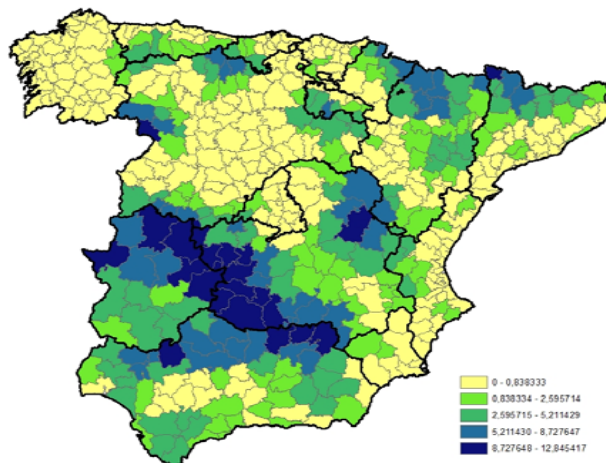 0 - 0,838333
0,838334 - 2,595714
2,595715 - 5,211429
5,211430 - 8,727647
8,727648 - 12,845417